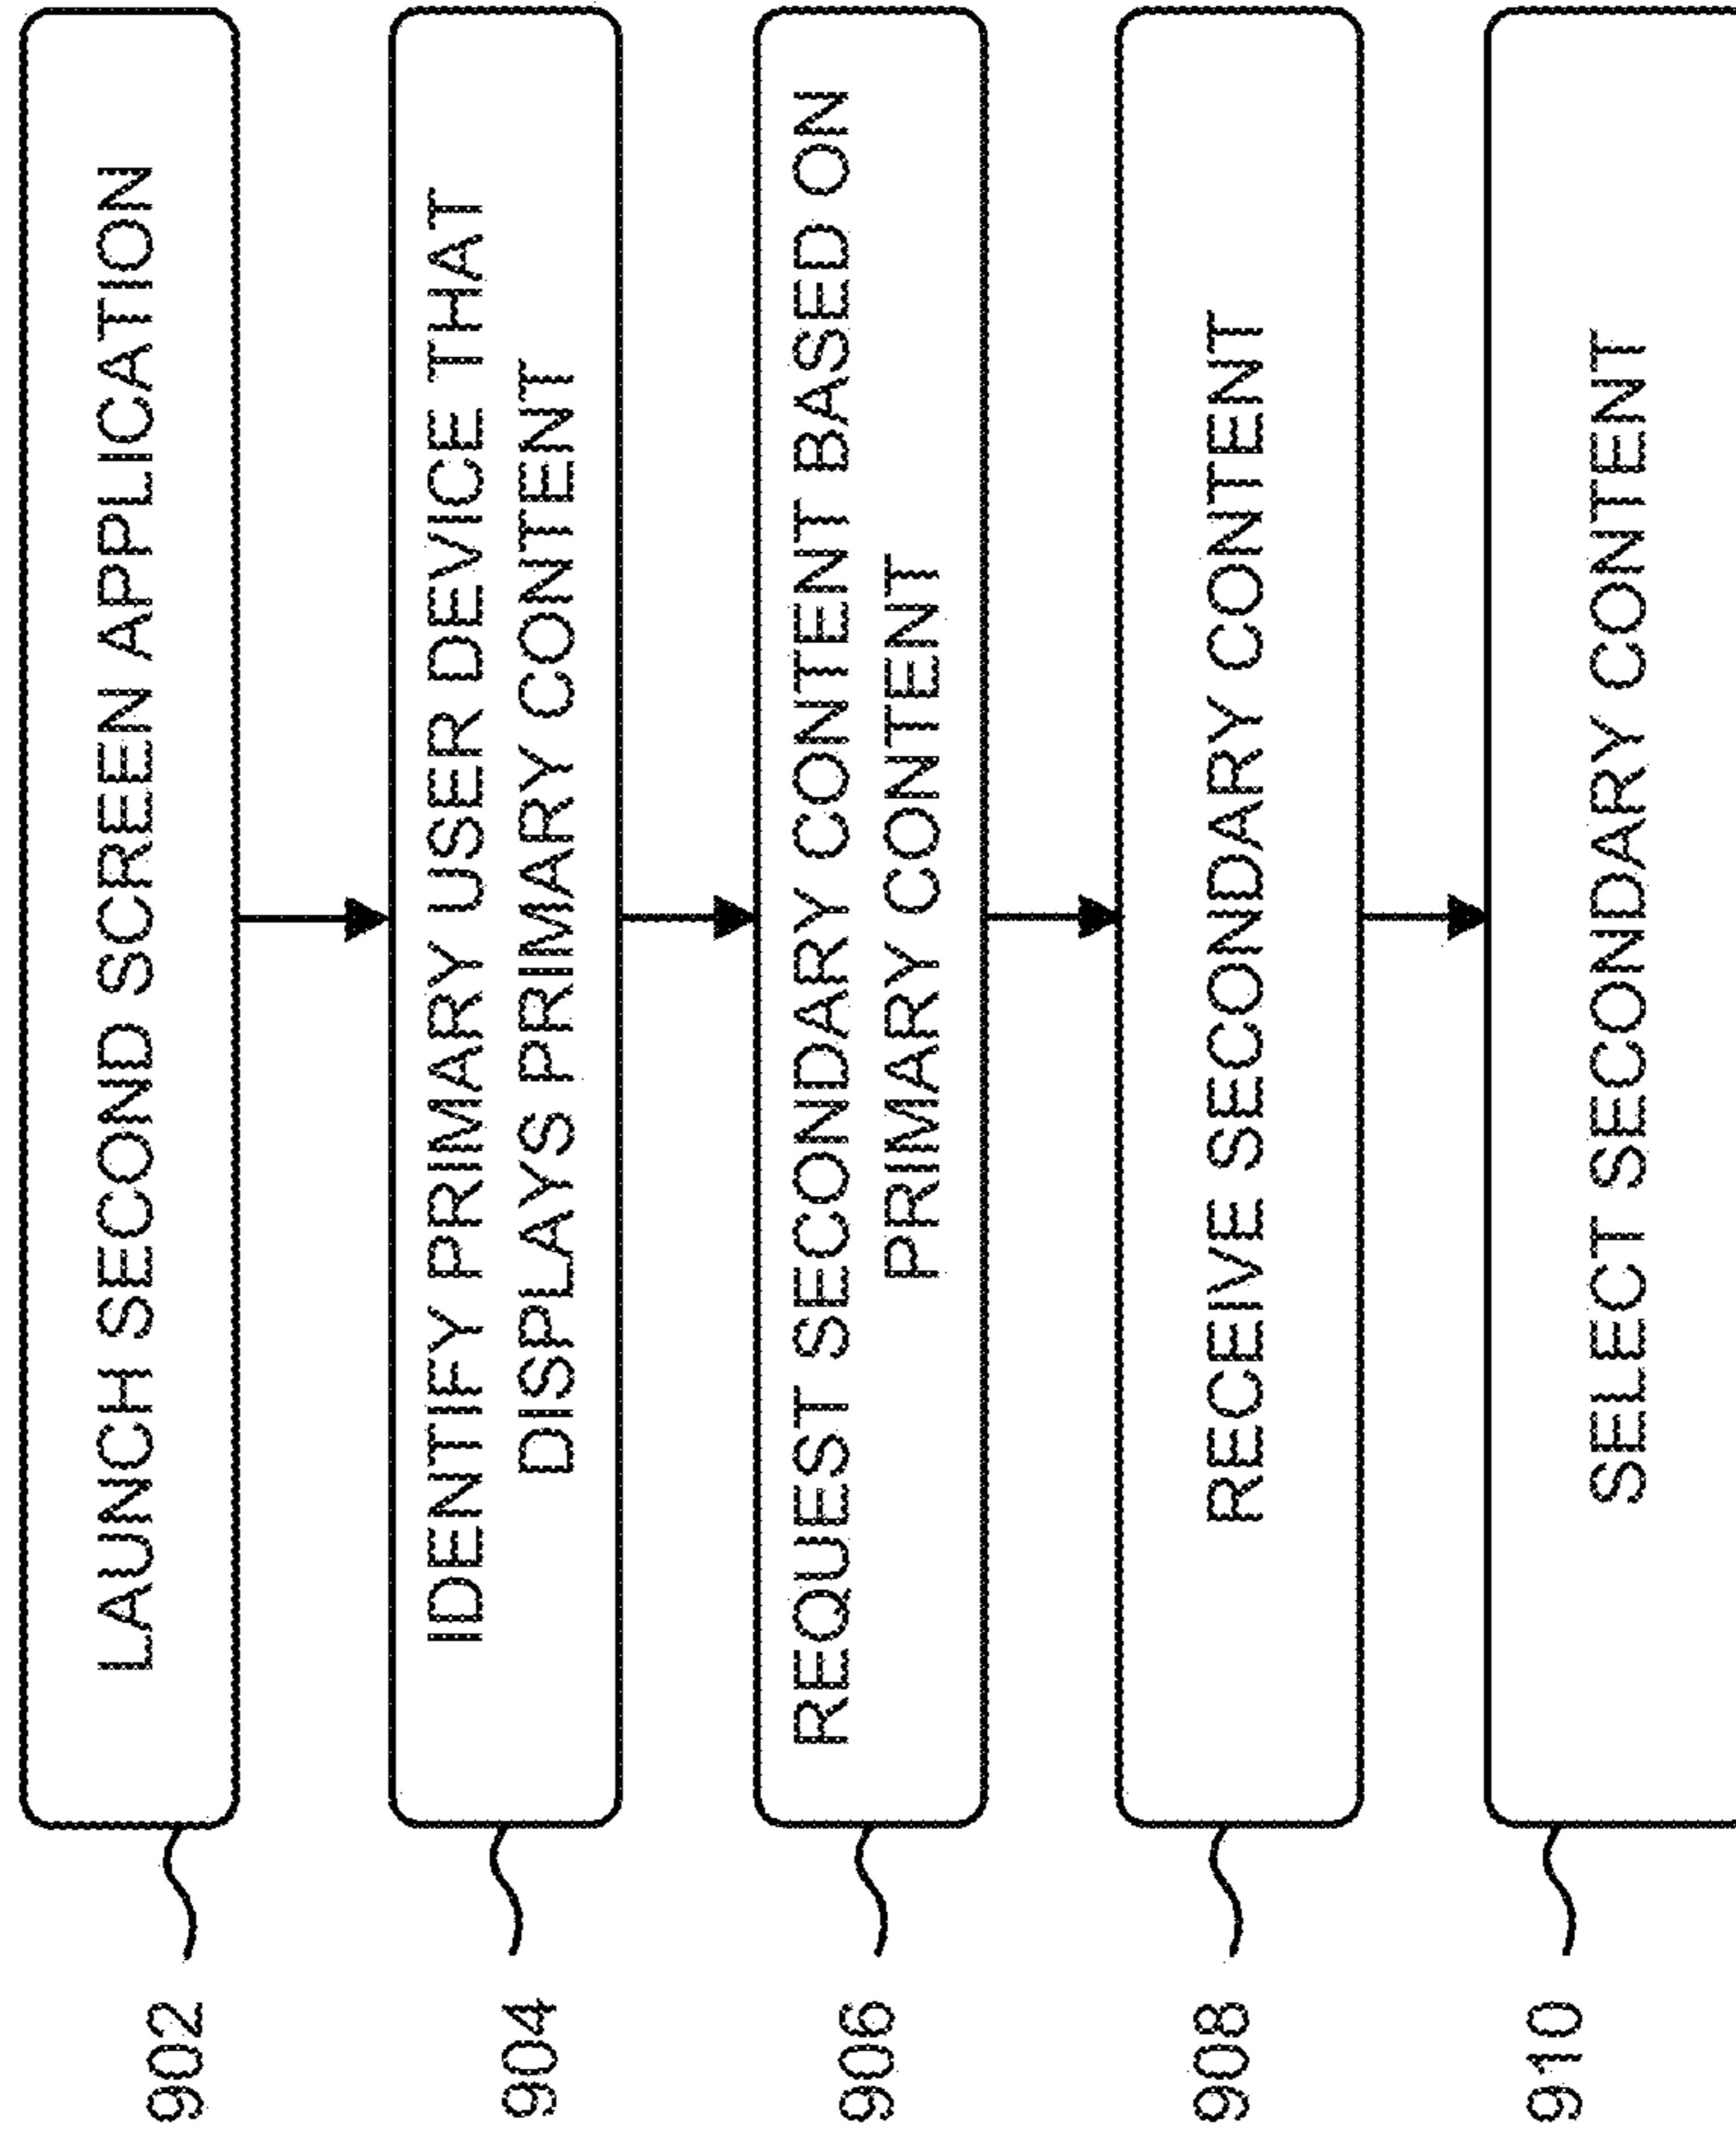 902
LAUNCH SECOND SCREEN APPLICATION
904
IDENTIFY PRIMARY USER DEVICE THAT
DISPLAYS PRIMARY CONTENT
906
REQUEST SECONDARY CONTENT BASED ON
PRIMARY CONTENT
908
RECEIVE SECONDARY CONTENT
910
SELECT SECONDARY CONTENT